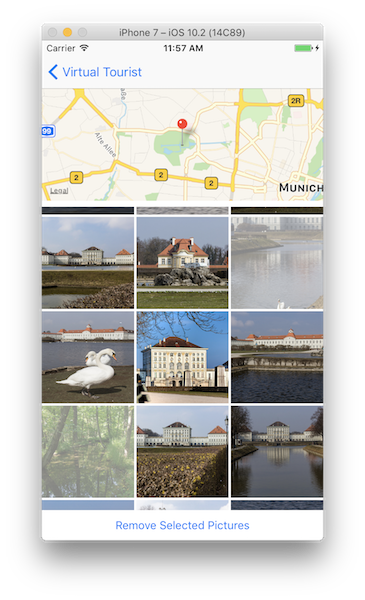 iPhone 7 – iOS 10.2 (14C89)
Carrier 11:57 AM
Virtual Tourist
2R
99
Alte Allee
2
2
2
MUNICH
Legal
Remove Selected Pictures